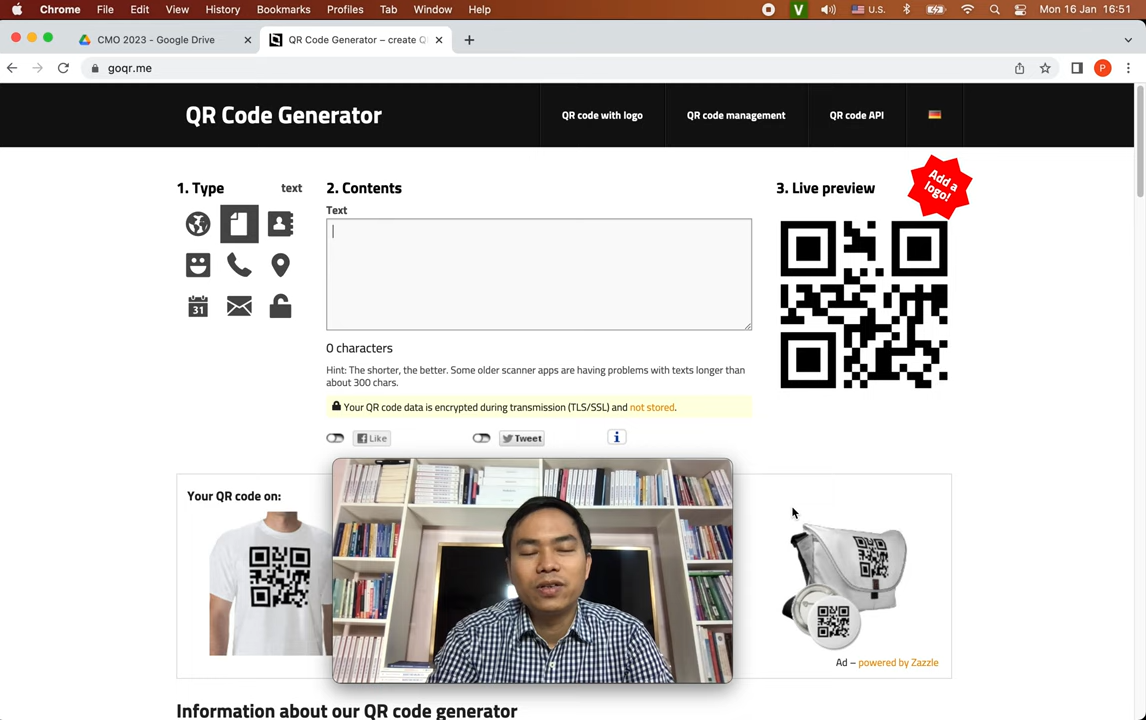 Chrome File Edit View History Bookmarks Profiles Tab Window Help V U.S. Mon 16 Jan 16:51
CMO 2023 - Google Drive QR Code Generator – create Q
goqr.me P
QR Code Generator QR code with logo QR code management QR code API
1. Type text 2. Contents 3. Live preview Add a logo!
Text
31
0 characters
Hint: The shorter, the better. Some older scanner apps are having problems with texts longer than
about 300 chars.
Your QR code data is encrypted during transmission (TLS/SSL) and not stored.
Like Tweet i
Your QR code on:
Ad – powered by Zazzle
Information about our QR code generator